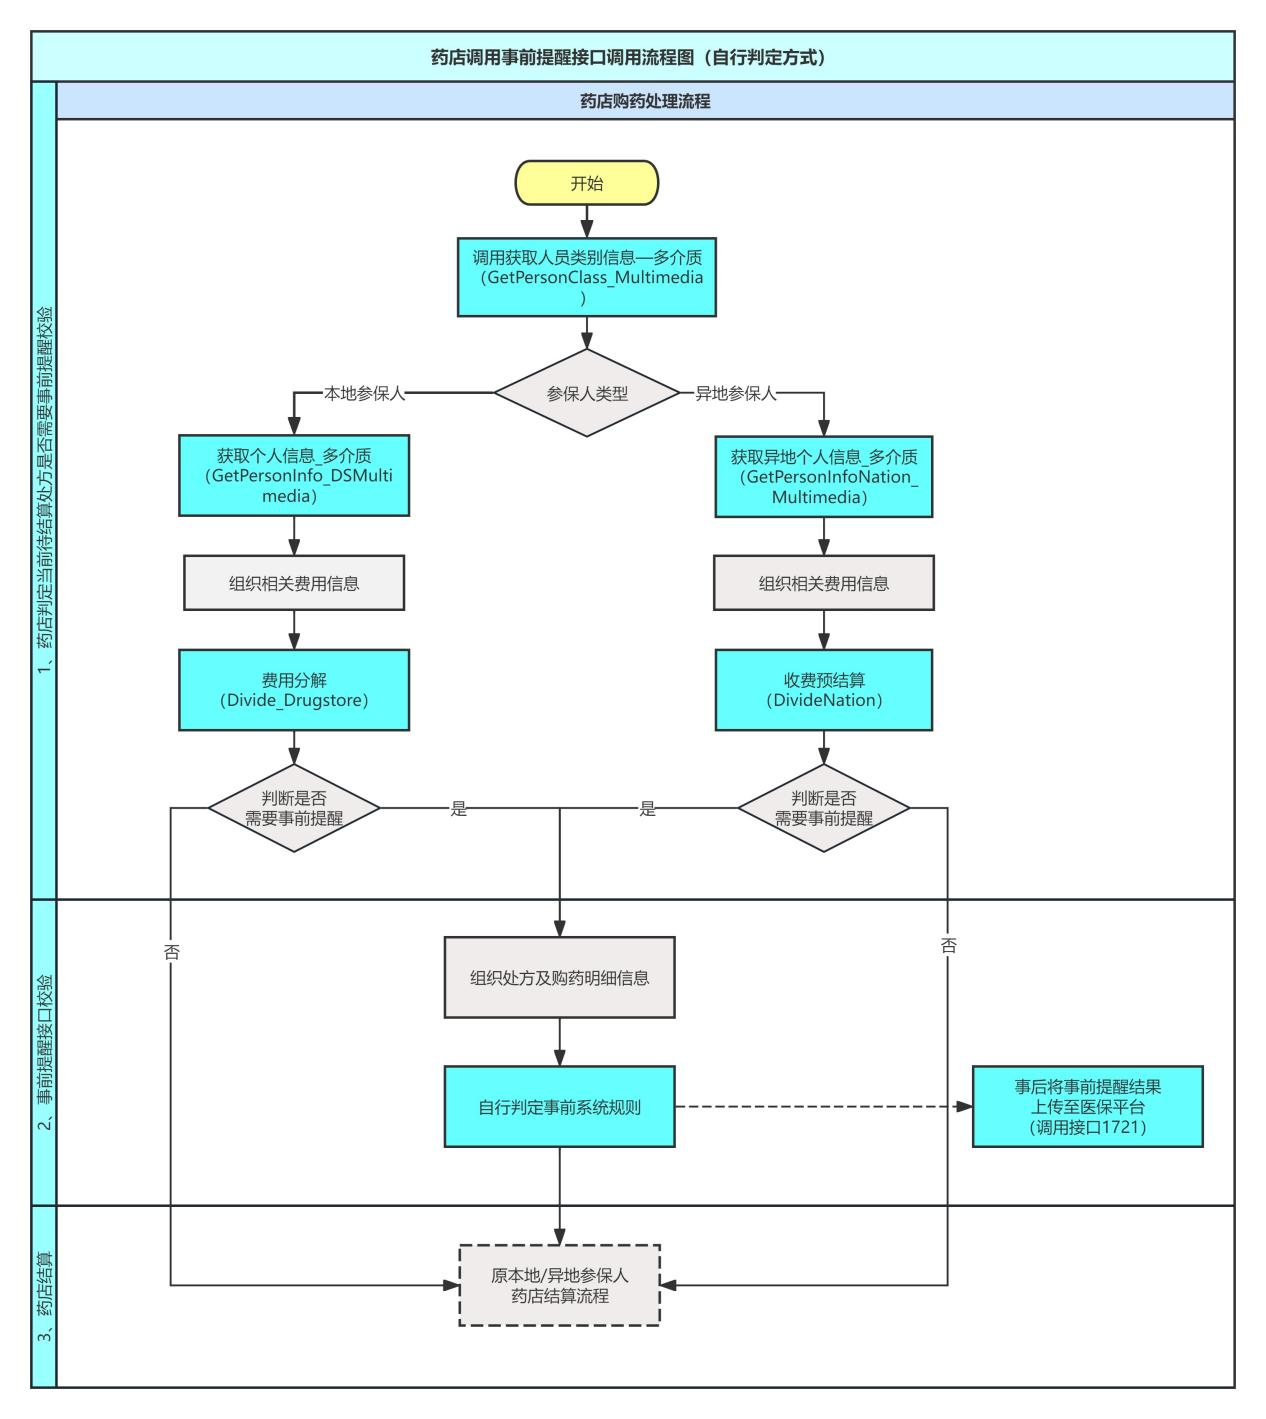 药店调用事前提醒接口调用流程图（自行判定方式）
药店购药处理流程
1、药店判定当前待结算处方是否需要事前提醒校验
开始
调用获取人员类别信息—多介质
（GetPersonClass_Multimedia
）
参保人类型
本地参保人
异地参保人
获取个人信息_多介质
（GetPersonInfo_DSMulti
media）
获取异地个人信息_多介质
（GetPersonInfoNation_
Multimedia）
组织相关费用信息
组织相关费用信息
费用分解
（Divide_Drugstore）
收费预结算
（DivideNation）
判断是否
需要事前提醒
是
是
判断是否
需要事前提醒
2、事前提醒接口校验
否
否
组织处方及购药明细信息
自行判定事前系统规则
事后将事前提醒结果
上传至医保平台
（调用接口1721）
3、药店结算
原本地/异地参保人
药店结算流程